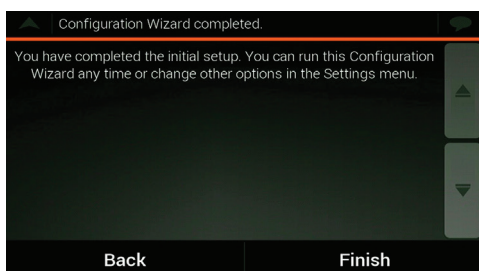 Configuration Wizard completed.
You have completed the initial setup. You can run this Configuration
Wizard any time or change other options in the Settings menu.
Back
Finish